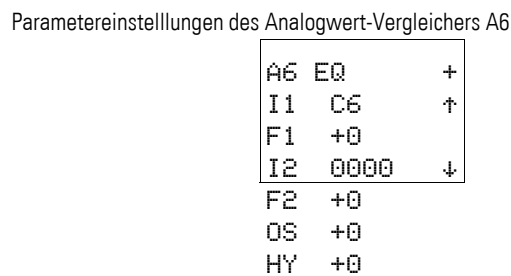 Parametereinstelllungen des Analogwert-Vergleichers A6
A6 EQ +
I1 C6 ↑
F1 +0
I2 0000 ↓
F2 +0
OS +0
HY +0